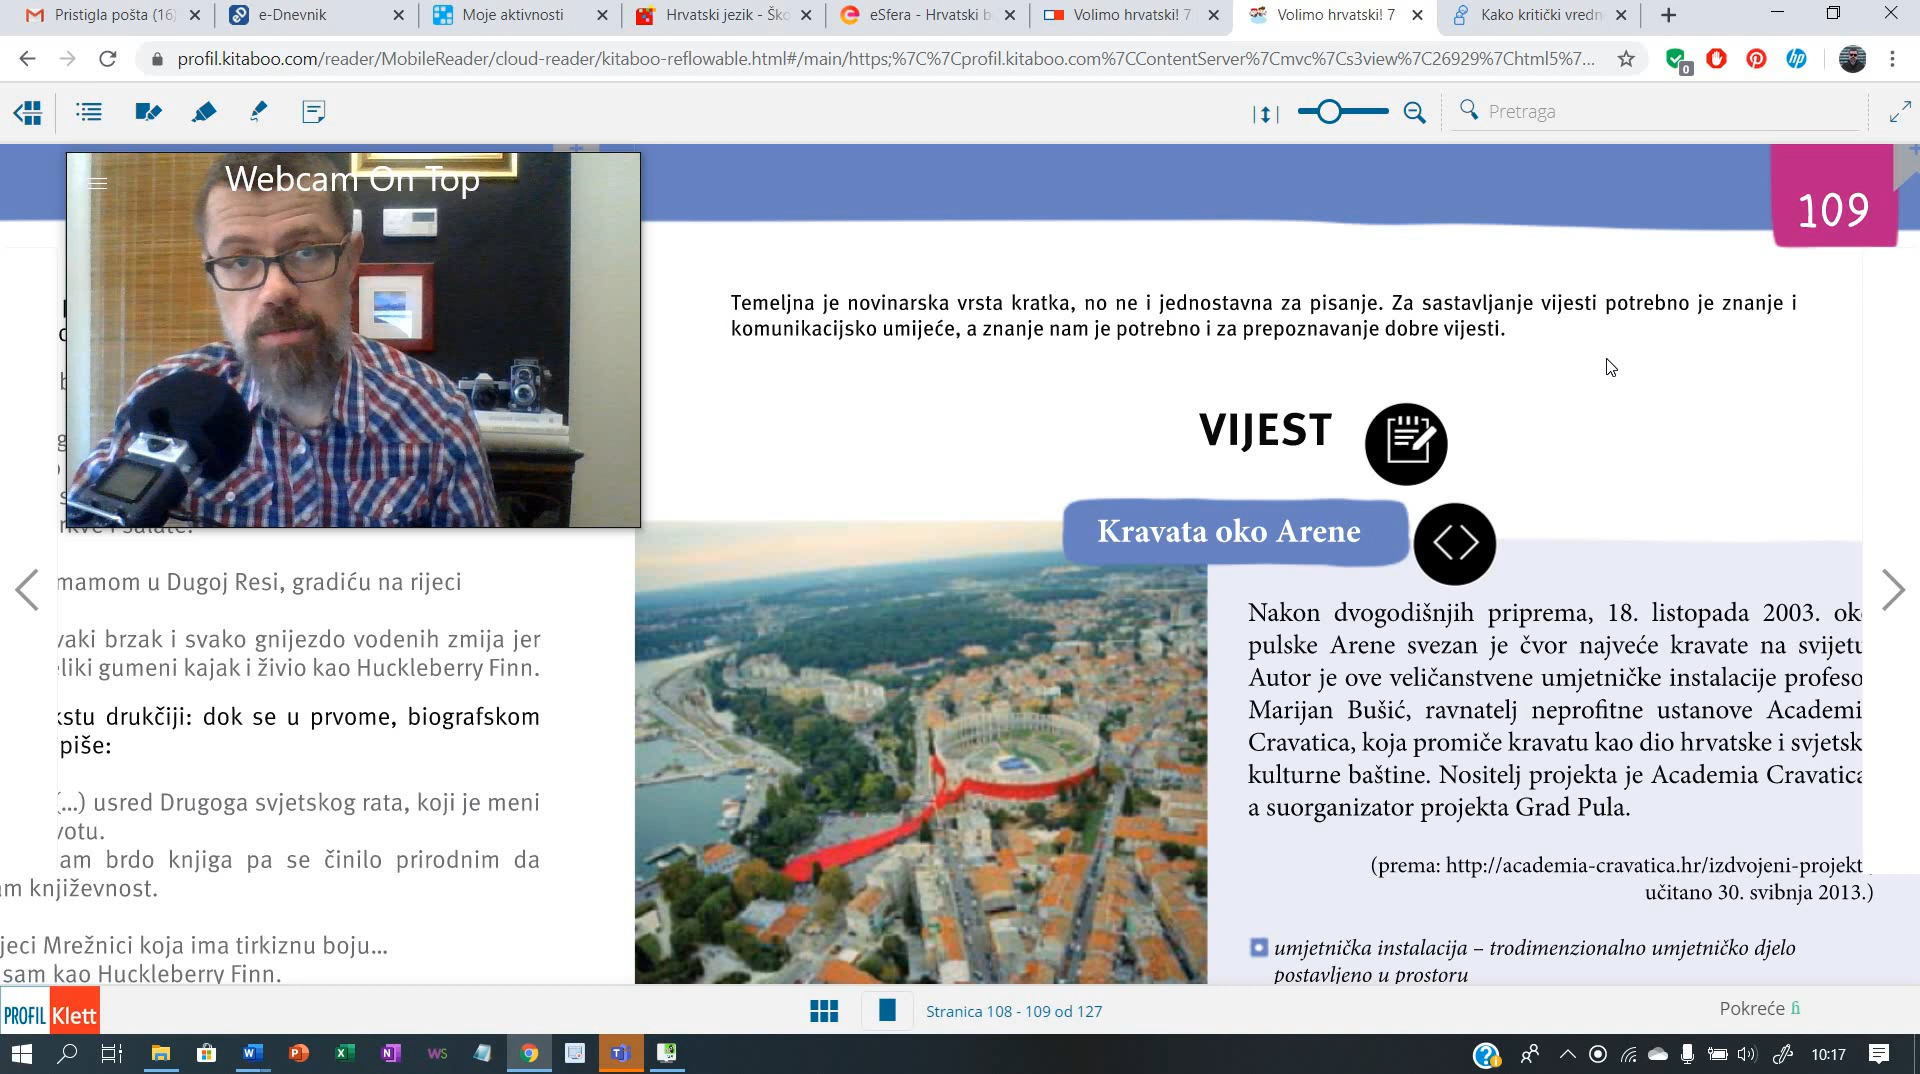 Pristigla pošta (16)
e-Dnevnik
Moje aktivnosti
Hrvatski jezik - Ško
eSfera - Hrvatski b
Volimo hrvatski! 7
Volimo hrvatski! 7
Kako kritički vredn
profil.kitaboo.com/reader/MobileReader/cloud-reader/kitaboo-reflowable.html#/main/https;%7C%7Cprofil.kitaboo.com%7CContentServer%7Cmvc%7Cs3view%7C26929%7Chtml5%7...
0
hp
Pretraga
Webcam On Top
109
Temeljna je novinarska vrsta kratka, no ne i jednostavna za pisanje. Za sastavljanje vijesti potrebno je znanje i
komunikacijsko umijeće, a znanje nam je potrebno i za prepoznavanje dobre vijesti.
VIJEST
Kravata oko Arene
mamom u Dugoj Resi, gradiću na rijeci
vaki brzak i svako gnijezdo vodenih zmija jer
eliki gumeni kajak i živio kao Huckleberry Finn.
kstu drukčiji: dok se u prvome, biografskom
piše:
(...) usred Drugoga svjetskog rata, koji je meni
votu.
am brdo knjiga pa se činilo prirodnim da
am književnost.
jeci Mrežnici koja ima tirkiznu boju...
sam kao Huckleberry Finn.
Nakon dvogodišnjih priprema, 18. listopada 2003. ok
pulske Arene svezan je čvor najveće kravate na svijetu
Autor je ove veličanstvene umjetničke instalacije profeso
Marijan Bušić, ravnatelj neprofitne ustanove Academi
Cravatica, koja promiče kravatu kao dio hrvatske i svjetsk
kulturne baštine. Nositelj projekta je Academia Cravatica
a suorganizator projekta Grad Pula.
(prema: http://academia-cravatica.hr/izdvojeni-projekt
učitano 30. svibnja 2013.)
umjetnička instalacija – trodimenzionalno umjetničko djelo
postavljeno u prostoru
PROFIL Klett
Stranica 108 - 109 od 127
Pokreće
WS
10:17